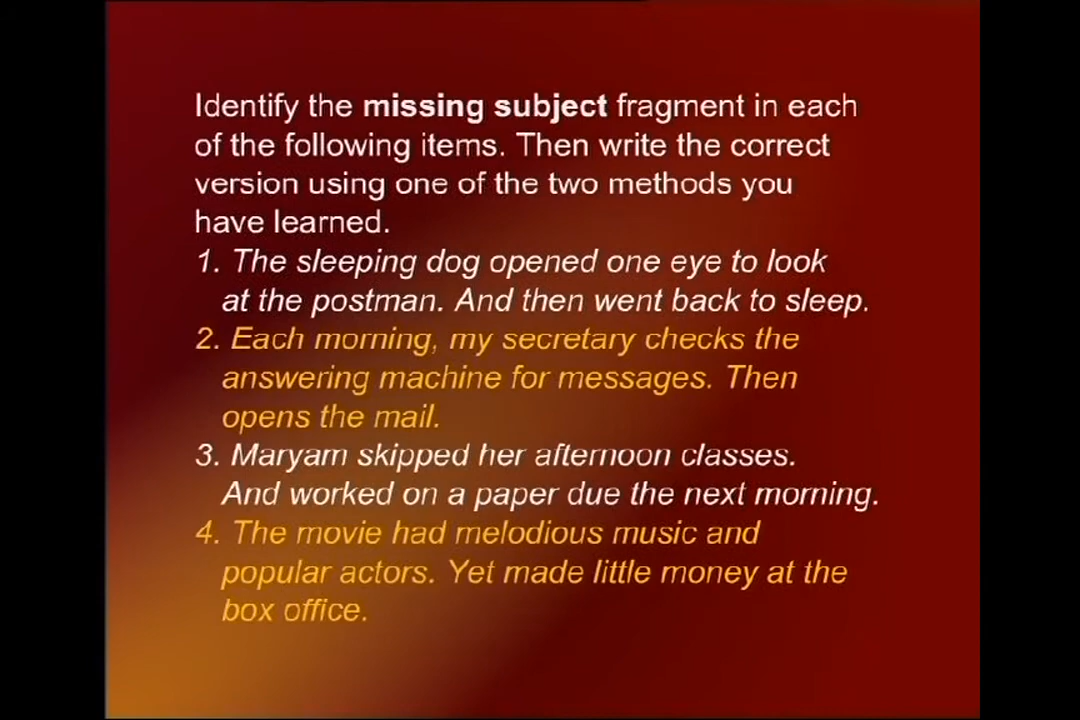 Identify the missing subject fragment in each
of the following items. Then write the correct
version using one of the two methods you
have learned.
1. The sleeping dog opened one eye to look
at the postman. And then went back to sleep.
2. Each morning, my secretary checks the
answering machine for messages. Then
opens the mail.
3. Maryam skipped her afternoon classes.
And worked on a paper due the next morning.
4. The movie had melodious music and
popular actors. Yet made little money at the
box office.